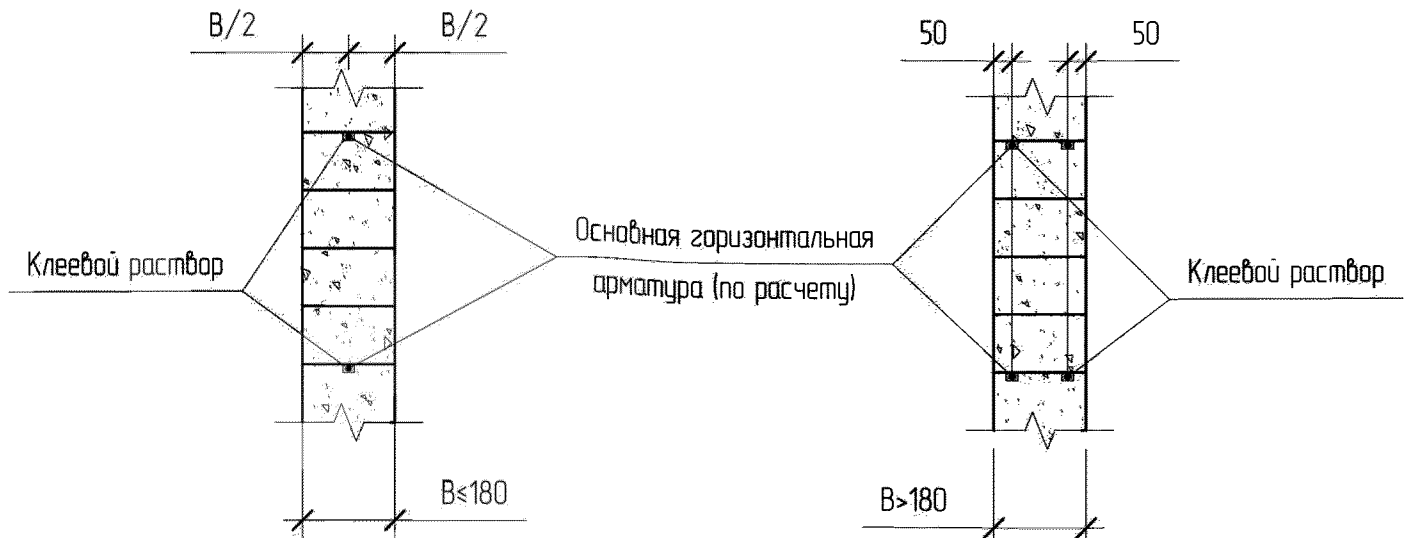 B/2 B/2
50 50
Клеевой раствор
Основная горизонтальная
арматура (по расчету)
Клеевой раствор
B≤180
B>180